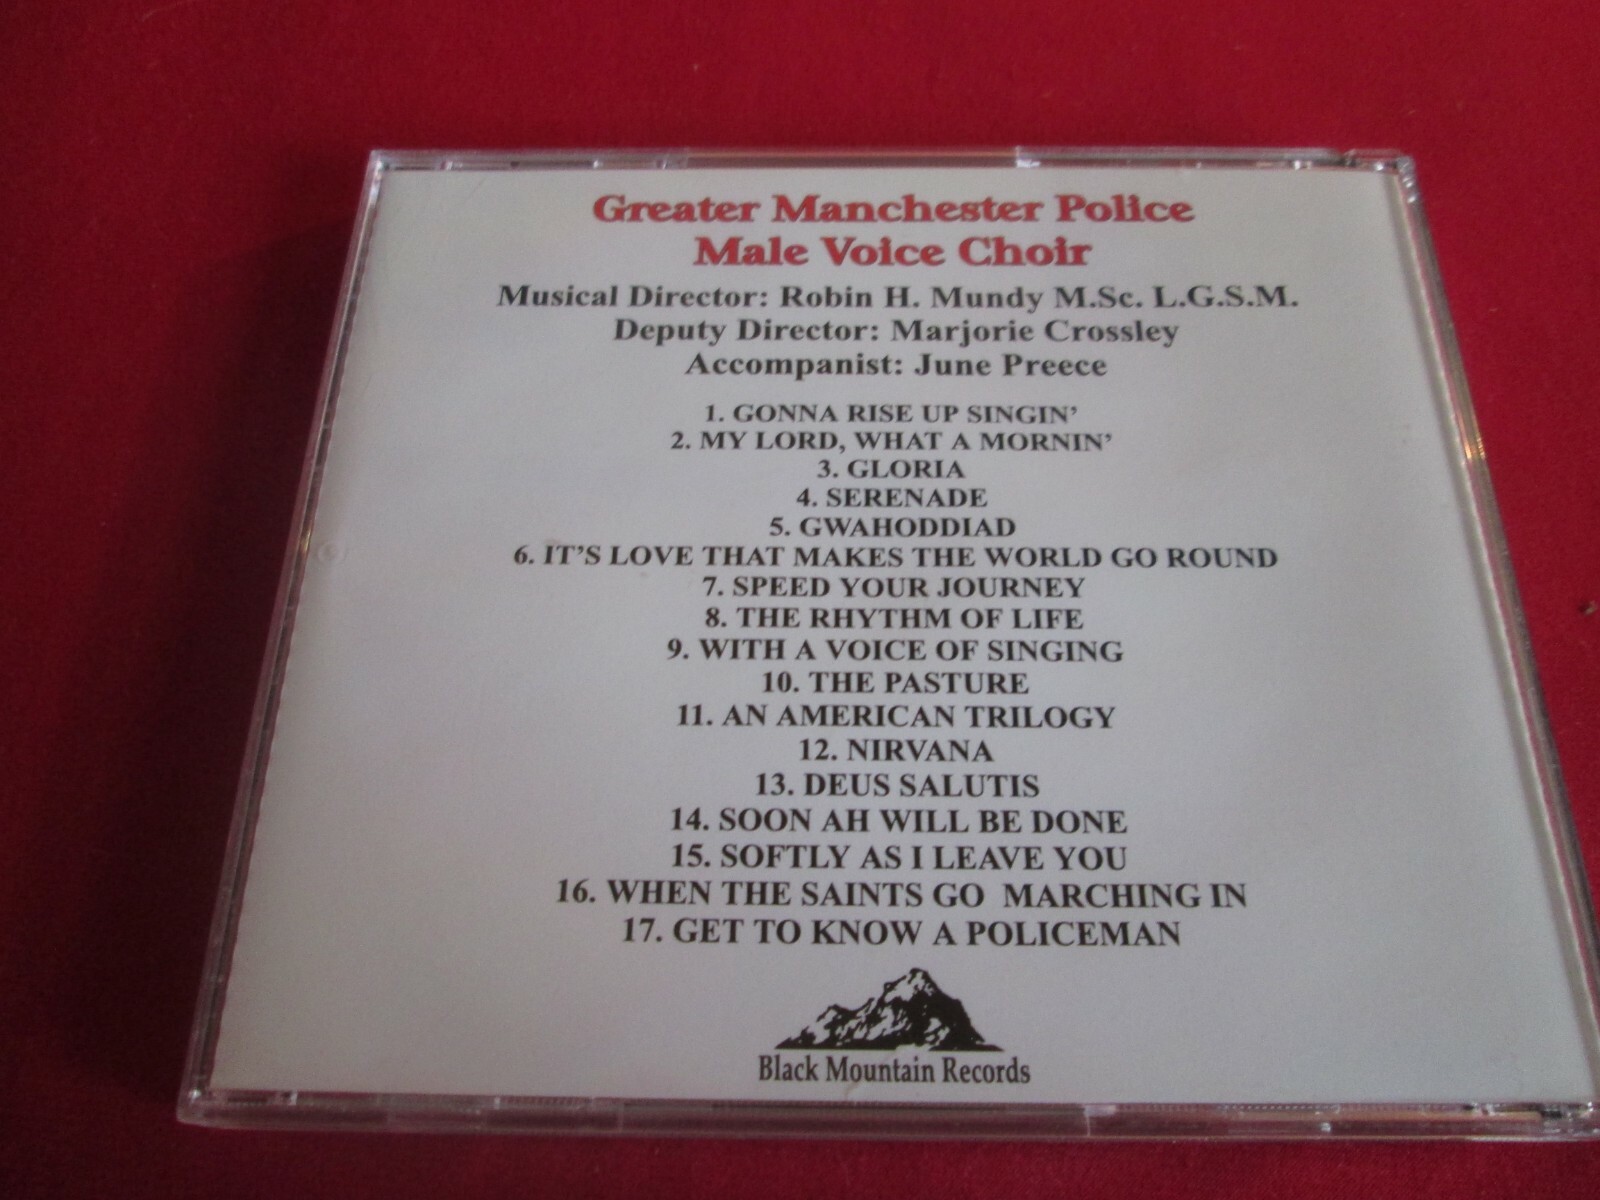 Greater Manchester Police
Male Voice Choir
Musical Director: Robin H. Mundy M.Sc. L.G.S.M.
Deputy Director: Marjorie Crossley
Accompanist: June Preece
1. GONNA RISE UP SINGIN'
2. MY LORD, WHAT A MORNIN'
3. GLORIA
4. SERENADE
5. GWAHODDIAD
6. IT'S LOVE THAT MAKES THE WORLD GO ROUND
7. SPEED YOUR JOURNEY
8. THE RHYTHM OF LIFE
9. WITH A VOICE OF SINGING
10. THE PASTURE
11. AN AMERICAN TRILOGY
12. NIRVANA
13. DEUS SALUTIS
14. SOON AH WILL BE DONE
15. SOFTLY AS I LEAVE YOU
16. WHEN THE SAINTS GO MARCHING IN
17. GET TO KNOW A POLICEMAN
Black Mountain Records